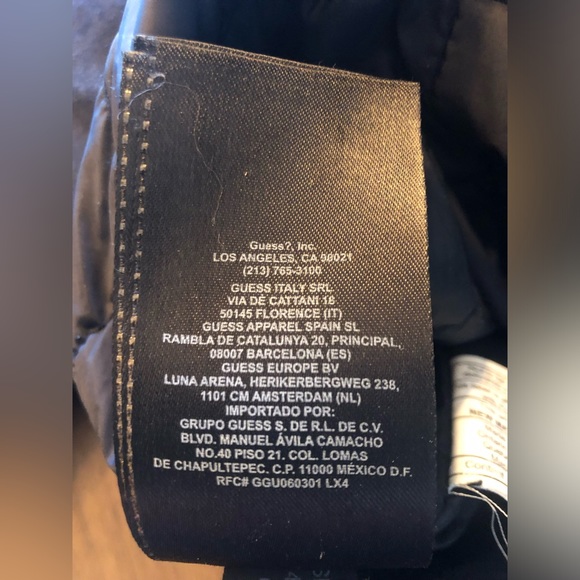 Guess?, Inc.
LOS ANGELES, CA 90021
(213) 765-3100
GUESS ITALY SRL
VIA DE CATTANI 18
50145 FLORENCE (IT)
GUESS APPAREL SPAIN SL
RAMBLA DE CATALUNYA 20, PRINCIPAL,
08007 BARCELONA (ES)
GUESS EUROPE BV
LUNA ARENA, HERIKERBERGWEG 238,
1101 CM AMSTERDAM (NL)
IMPORTADO POR:
GRUPO GUESS S. DE R.L. DE C.V.
BLVD. MANUEL ÁVILA CAMACHO
NO.40 PISO 21. COL. LOMAS
DE CHAPULTEPEC. C.P. 11000 MÉXICO D.F.
RFC# GGU060301 LX4